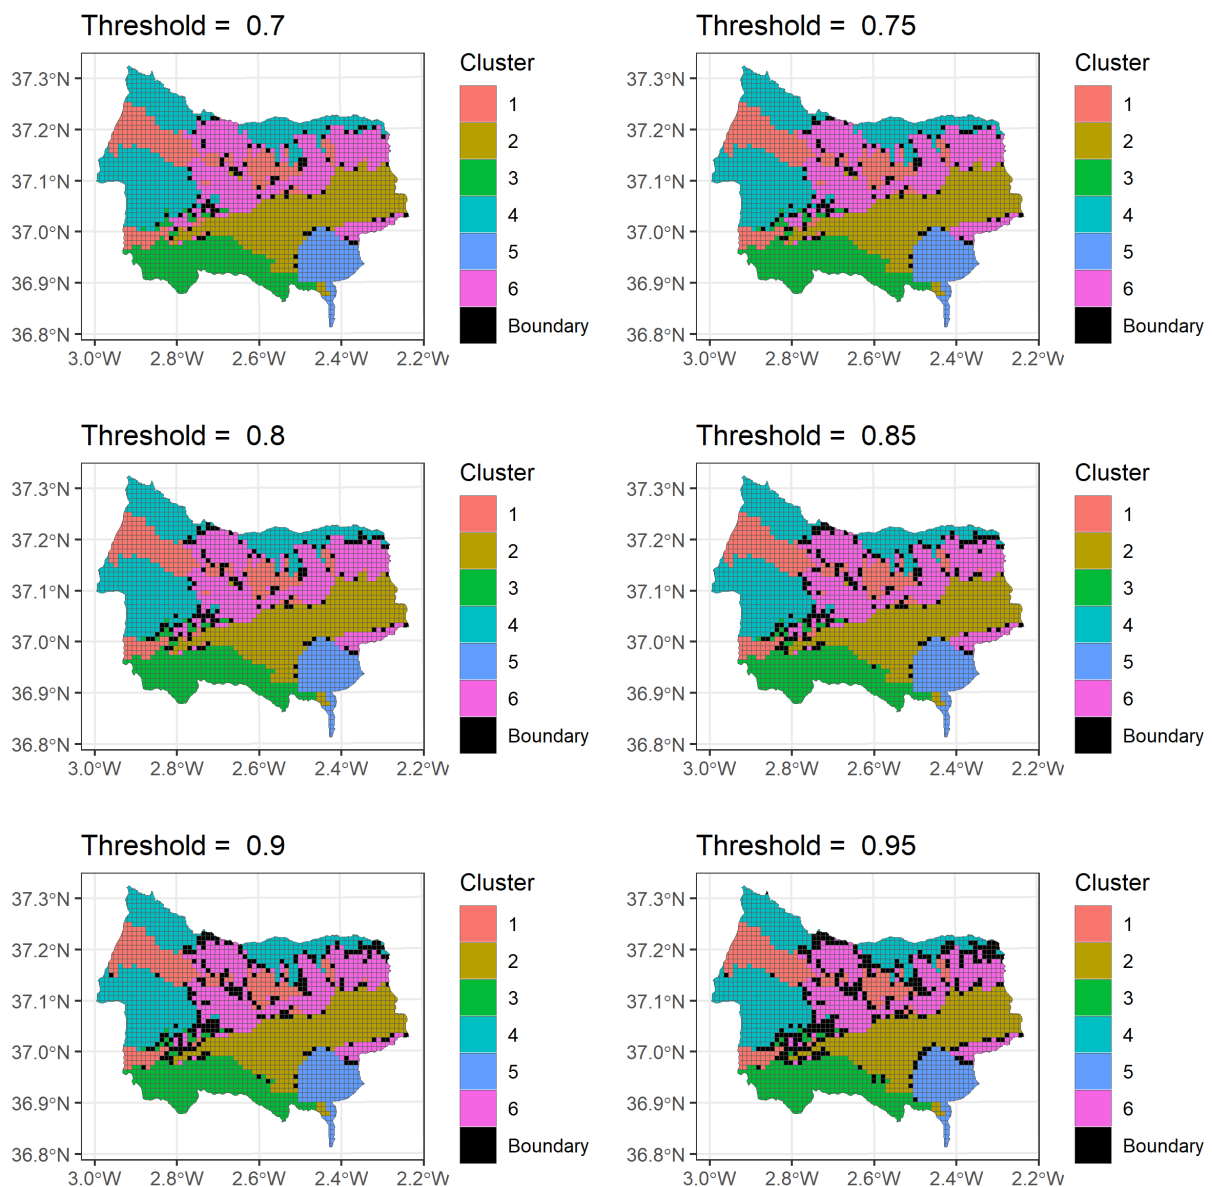 Threshold =  0.7
Cluster
37.3°N
37.2°N
37.1°N
37.0°N
36.9°N
36.8°N
3.0°W 2.8°W 2.6°W 2.4°W 2.2°W
1
2
3
4
5
6
Boundary
Threshold =  0.75
Cluster
37.3°N
37.2°N
37.1°N
37.0°N
36.9°N
36.8°N
3.0°W 2.8°W 2.6°W 2.4°W 2.2°W
1
2
3
4
5
6
Boundary
Threshold =  0.8
Cluster
37.3°N
37.2°N
37.1°N
37.0°N
36.9°N
36.8°N
3.0°W 2.8°W 2.6°W 2.4°W 2.2°W
1
2
3
4
5
6
Boundary
Threshold =  0.85
Cluster
37.3°N
37.2°N
37.1°N
37.0°N
36.9°N
36.8°N
3.0°W 2.8°W 2.6°W 2.4°W 2.2°W
1
2
3
4
5
6
Boundary
Threshold =  0.9
Cluster
37.3°N
37.2°N
37.1°N
37.0°N
36.9°N
36.8°N
3.0°W 2.8°W 2.6°W 2.4°W 2.2°W
1
2
3
4
5
6
Boundary
Threshold =  0.95
Cluster
37.3°N
37.2°N
37.1°N
37.0°N
36.9°N
36.8°N
3.0°W 2.8°W 2.6°W 2.4°W 2.2°W
1
2
3
4
5
6
Boundary